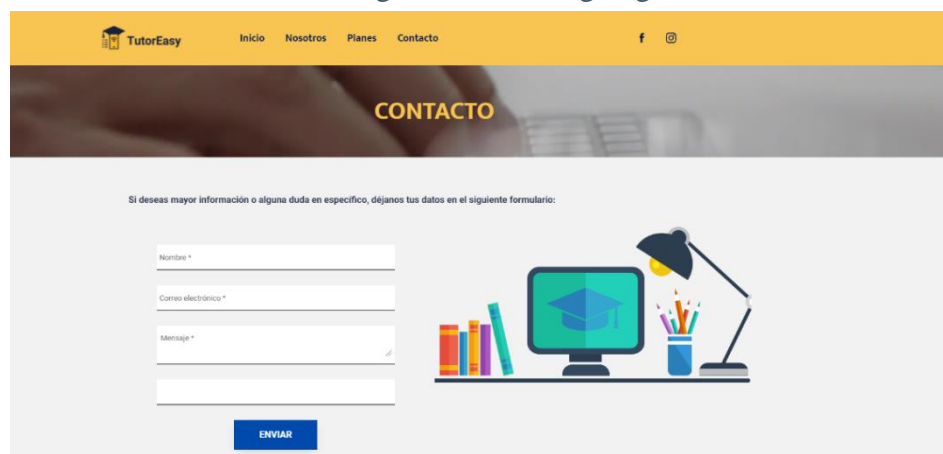 TutorEasy Inicio Nosotros Planes Contacto
CONTACTO
Si deseas mayor información o alguna duda en específico, déjanos tus datos en el siguiente formulario:
Nombre *
Correo electrónico *
Mensaje *
ENVIAR